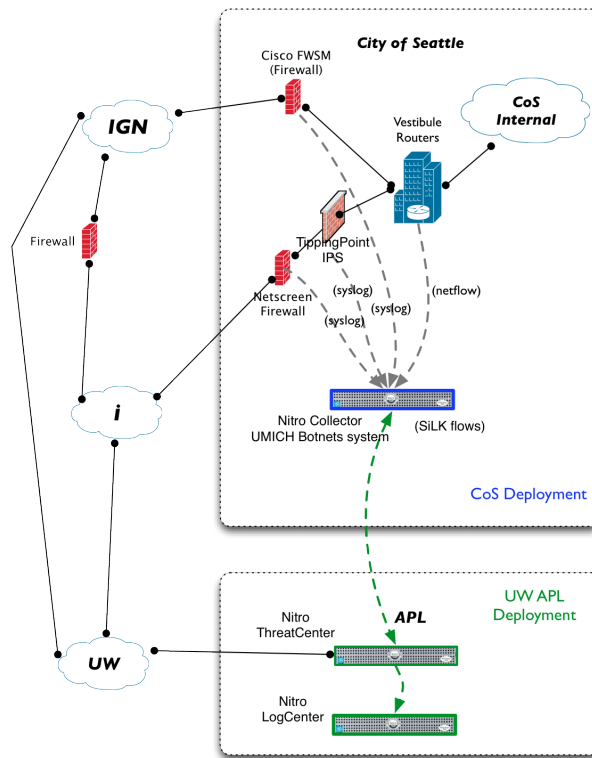 City of Seattle
Cisco FWSM
(Firewall)
CoS
Internal
IGN
Vestibule
Routers
Firewall
TippingPoint
IPS
Netscreen
Firewall
(syslog)
(netflow)
(syslog)
(syslog)
i
Nitro Collector
UMICH Botnets system
(SiLK flows)
CoS Deployment
UW APL
Deployment
Nitro
ThreatCenter
APL
UW
Nitro
LogCenter